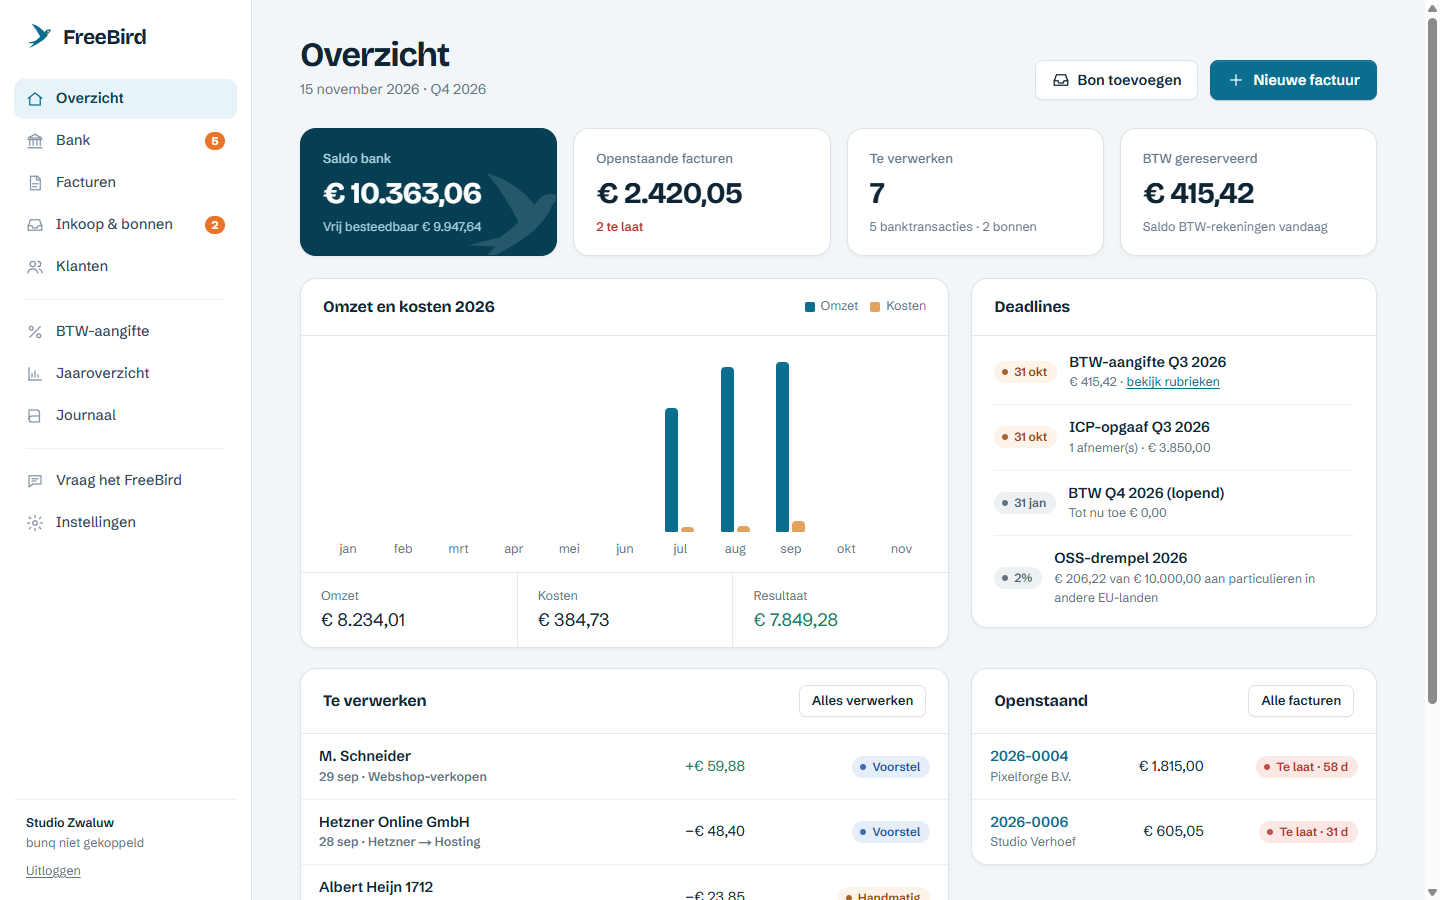 FreeBird
Overzicht
Bank 5
Facturen
Inkoop & bonnen 2
Klanten
BTW-aangifte
Jaaroverzicht
Journaal
Vraag het FreeBird
Instellingen
Studio Zwaluw
bunq niet gekoppeld
Uitloggen
Overzicht
15 november 2026 · Q4 2026
Bon toevoegen
Nieuwe factuur
Saldo bank
€ 10.363,06
Vrij besteedbaar € 9.947,64
Openstaande facturen
€ 2.420,05
2 te laat
Te verwerken
7
5 banktransacties · 2 bonnen
BTW gereserveerd
€ 415,42
Saldo BTW-rekeningen vandaag
Omzet en kosten 2026
Omzet Kosten
jan feb mrt apr mei jun jul aug sep okt nov
Omzet
€ 8.234,01
Kosten
€ 384,73
Resultaat
€ 7.849,28
Deadlines
31 okt
BTW-aangifte Q3 2026
€ 415,42 · bekijk rubrieken
31 okt
ICP-opgaaf Q3 2026
1 afnemer(s) · € 3.850,00
31 jan
BTW Q4 2026 (lopend)
Tot nu toe € 0,00
2%
OSS-drempel 2026
€ 206,22 van € 10.000,00 aan particulieren in
andere EU-landen
Te verwerken
Alles verwerken
M. Schneider
29 sep · Webshop-verkopen
+€ 59,88
Voorstel
Hetzner Online GmbH
28 sep · Hetzner → Hosting
−€ 48,40
Voorstel
Albert Heijn 1712
−€ 23,85
Handmatig
Openstaand
Alle facturen
2026-0004
Pixelforge B.V.
€ 1.815,00
Te laat · 58 d
2026-0006
Studio Verhoef
€ 605,05
Te laat · 31 d